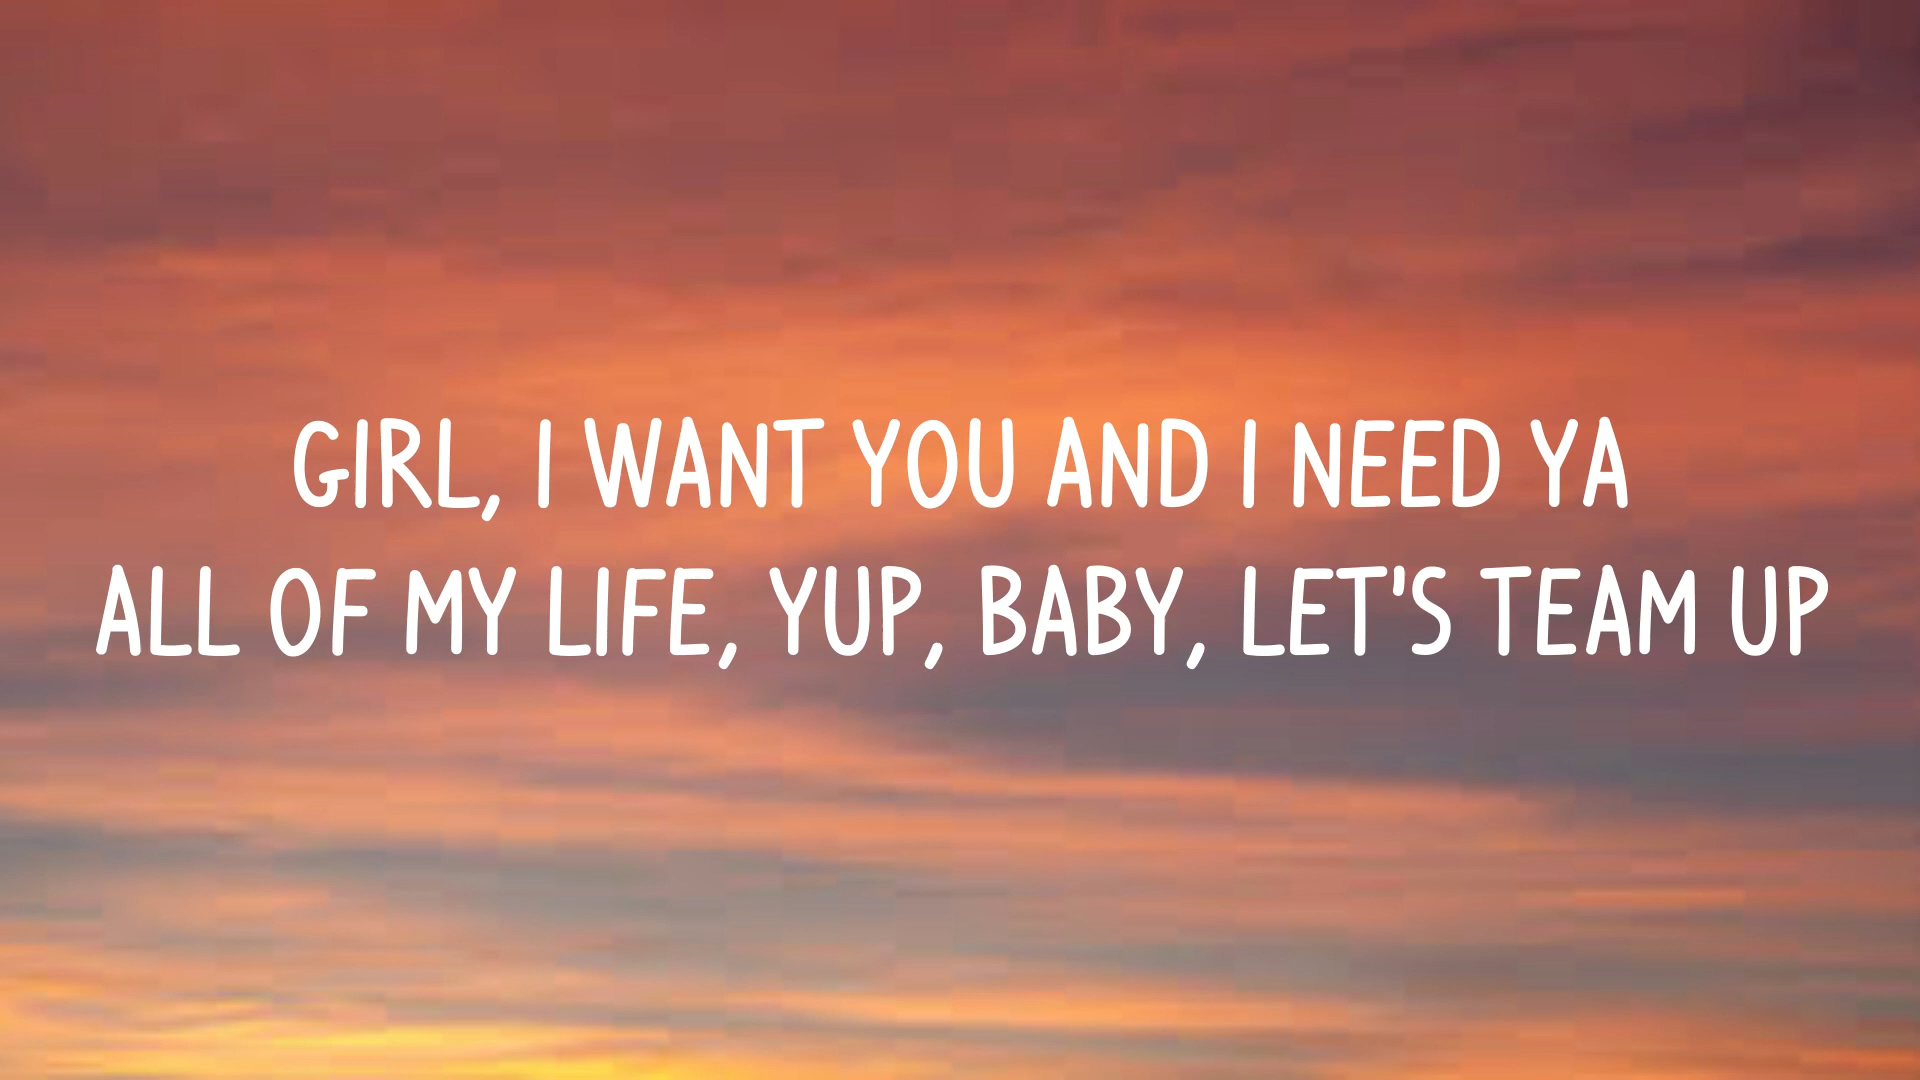 GIRL, I WANT YOU AND I NEED YA
ALL OF MY LIFE, YUP, BABY, LET'S TEAM UP